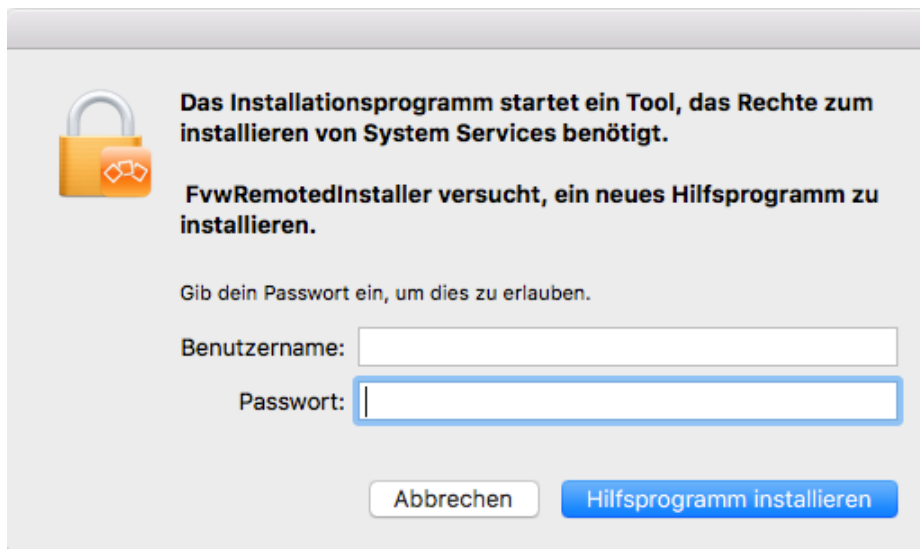 Das Installationsprogramm startet ein Tool, das Rechte zum
installieren von System Services benötigt.
FvwRemotedInstaller versucht, ein neues Hilfsprogramm zu
installieren.
Gib dein Passwort ein, um dies zu erlauben.
Benutzername:
Passwort:
Abbrechen
Hilfsprogramm installieren